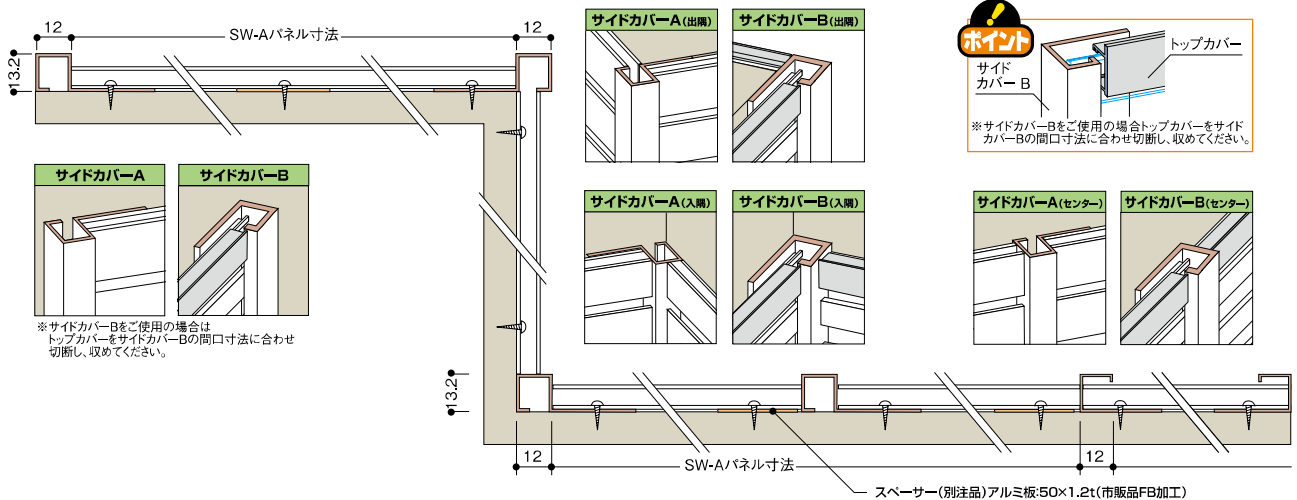 12
SW-Aパネル寸法
12
13.2
サイドカバーA
サイドカバーB
※サイドカバーBをご使用の場合は
トップカバーをサイドカバーBの間口寸法に合わせ
切断し、収めてください。
サイドカバーA(出隅)
サイドカバーB(出隅)
サイドカバーA(入隅)
サイドカバーB(入隅)
!
ポイント
サイド
カバー B
トップカバー
※サイドカバーBをご使用の場合トップカバーをサイド
カバーBの間口寸法に合わせ切断し、収めてください。
サイドカバーA(センター)
サイドカバーB(センター)
13.2
12
SW-Aパネル寸法
12
スペーサー(別注品)アルミ板:50×1.2t(市販品FB加工)